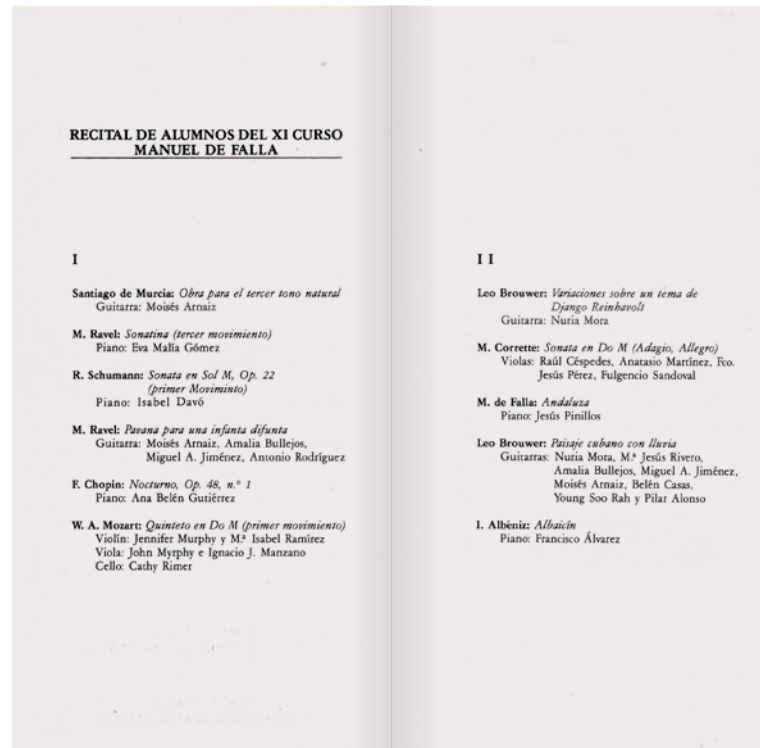 RECITAL DE ALUMNOS DEL XI CURSO
MANUEL DE FALLA
I
Santiago de Murcia: Obra para el tercer tono natural
Guitarra: Moisés Arnaiz
M. Ravel: Sonatina (tercer movimiento)
Piano: Eva Malía Gómez
R. Schumann: Sonata en Sol M, Op. 22
(primer Moviminto)
Piano: Isabel Davó
M. Ravel: Pavana para una infanta difunta
Guitarra: Moisés Arnaiz, Amalia Bullejos,
Miguel A. Jiménez, Antonio Rodríguez
F. Chopin: Nocturno, Op. 48, n.º 1
Piano: Ana Belén Gutiérrez
W. A. Mozart: Quinteto en Do M (primer movimiento)
Violín: Jennifer Murphy y M.ª Isabel Ramírez
Viola: John Myrphy e Ignacio J. Manzano
Cello: Cathy Rimer
II
Leo Brouwer: Variaciones sobre un tema de
Django Reinhavolt
Guitarra: Nuria Mora
M. Corrette: Sonata en Do M (Adagio, Allegro)
Violas: Raúl Céspedes, Anatasio Martínez, Fco.
Jesús Pérez, Fulgencio Sandoval
M. de Falla: Andaluza
Piano: Jesús Pinillos
Leo Brouwer: Paisaje cubano con lluvia
Guitarras: Nuria Mora, M.ª Jesús Rivero,
Amalia Bullejos, Miguel A. Jiménez,
Moisés Arnaiz, Belén Casas,
Young Soo Rah y Pilar Alonso
I. Albéniz: Albaicín
Piano: Francisco Álvarez